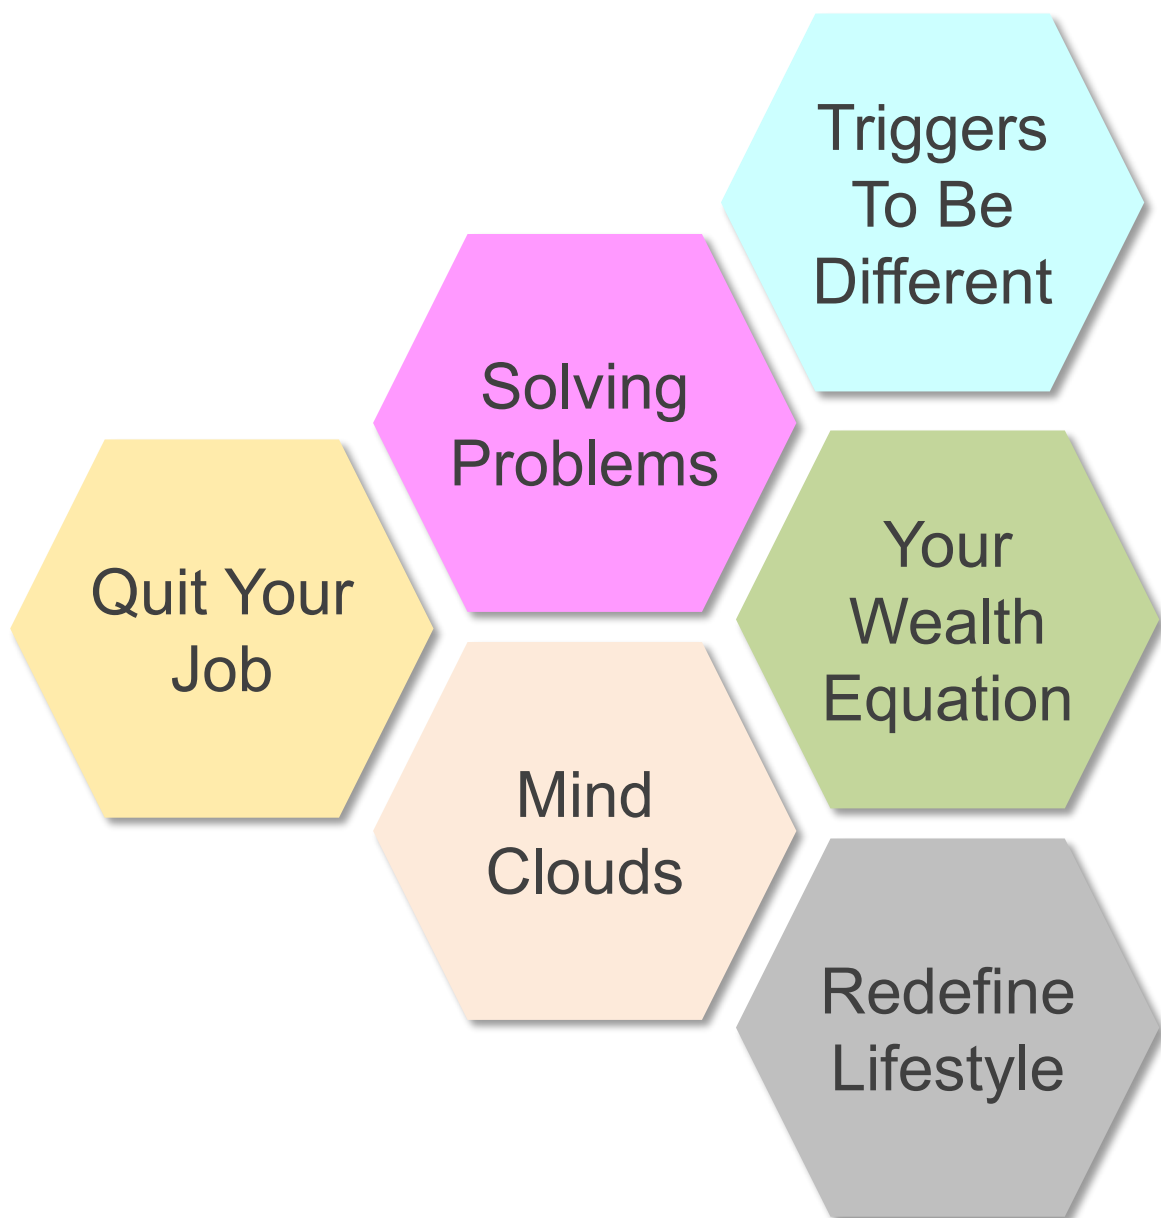 Triggers
To Be
Different
Solving
Problems
Quit Your
Job
Your
Wealth
Equation
Mind
Clouds
Redefine
Lifestyle